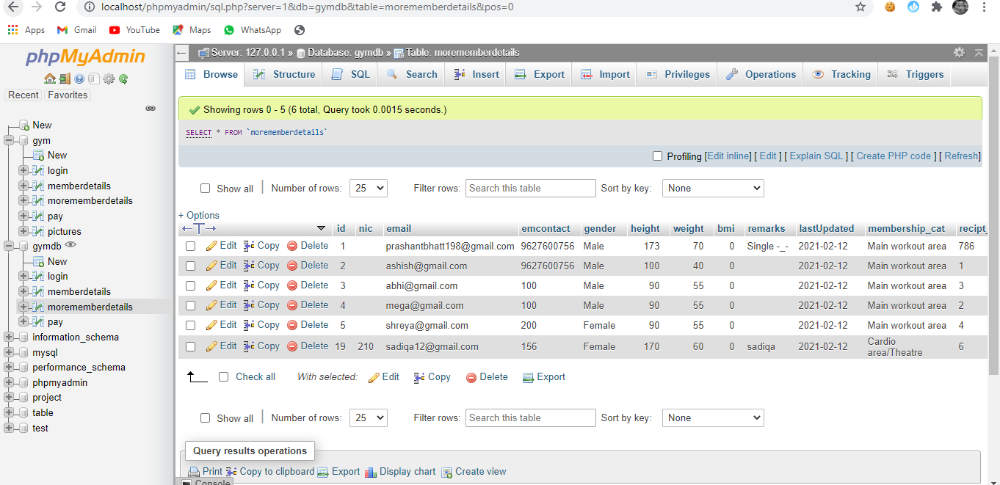 localhost/phpmyadmin/sql.php?server=1&db=gymdb&table=morememberdetails&pos=0
Apps Gmail YouTube Maps WhatsApp
phpMyAdmin
Recent Favorites
New
gym
New
login
memberdetails
morememberdetails
pay
pictures
gymdb
New
login
memberdetails
morememberdetails
pay
information_schema
mysql
performance_schema
phpmyadmin
project
table
test
Server: 127.0.0.1 » Database: gymdb » Table: morememberdetails
Browse Structure SQL Search Insert Export Import Privileges Operations Tracking Triggers
Showing rows 0 - 5 (6 total, Query took 0.0015 seconds.)
SELECT * FROM `morememberdetails`
Profiling [Edit inline] [ Edit ] [ Explain SQL ] [ Create PHP code ] [ Refresh]
Show all Number of rows: 25 Filter rows: Search this table Sort by key: None
+ Options
←T→ id nic email emcontact gender height weight bmi remarks lastUpdated membership_cat recipt_
Edit Copy Delete 1 prashantbhatt198@gmail.com 9627600756 Male 173 70 0 Single -_- 2021-02-12 Main workout area 786
Edit Copy Delete 2 ashish@gmail.com 9627600756 Male 100 40 0 2021-02-12 Main workout area 1
Edit Copy Delete 3 abhi@gmail.com 100 Male 90 55 0 2021-02-12 Main workout area 3
Edit Copy Delete 4 mega@gmail.com 100 Male 90 55 0 2021-02-12 Main workout area 2
Edit Copy Delete 5 shreya@gmail.com 200 Female 90 55 0 2021-02-12 Main workout area 4
Edit Copy Delete 19 210 sadiqa12@gmail.com 156 Female 170 60 0 sadiqa 2021-02-12 Cardio area/Theatre 6
Check all With selected: Edit Copy Delete Export
Show all Number of rows: 25 Filter rows: Search this table Sort by key: None
Query results operations
Print Copy to clipboard Export Display chart Create view
Console